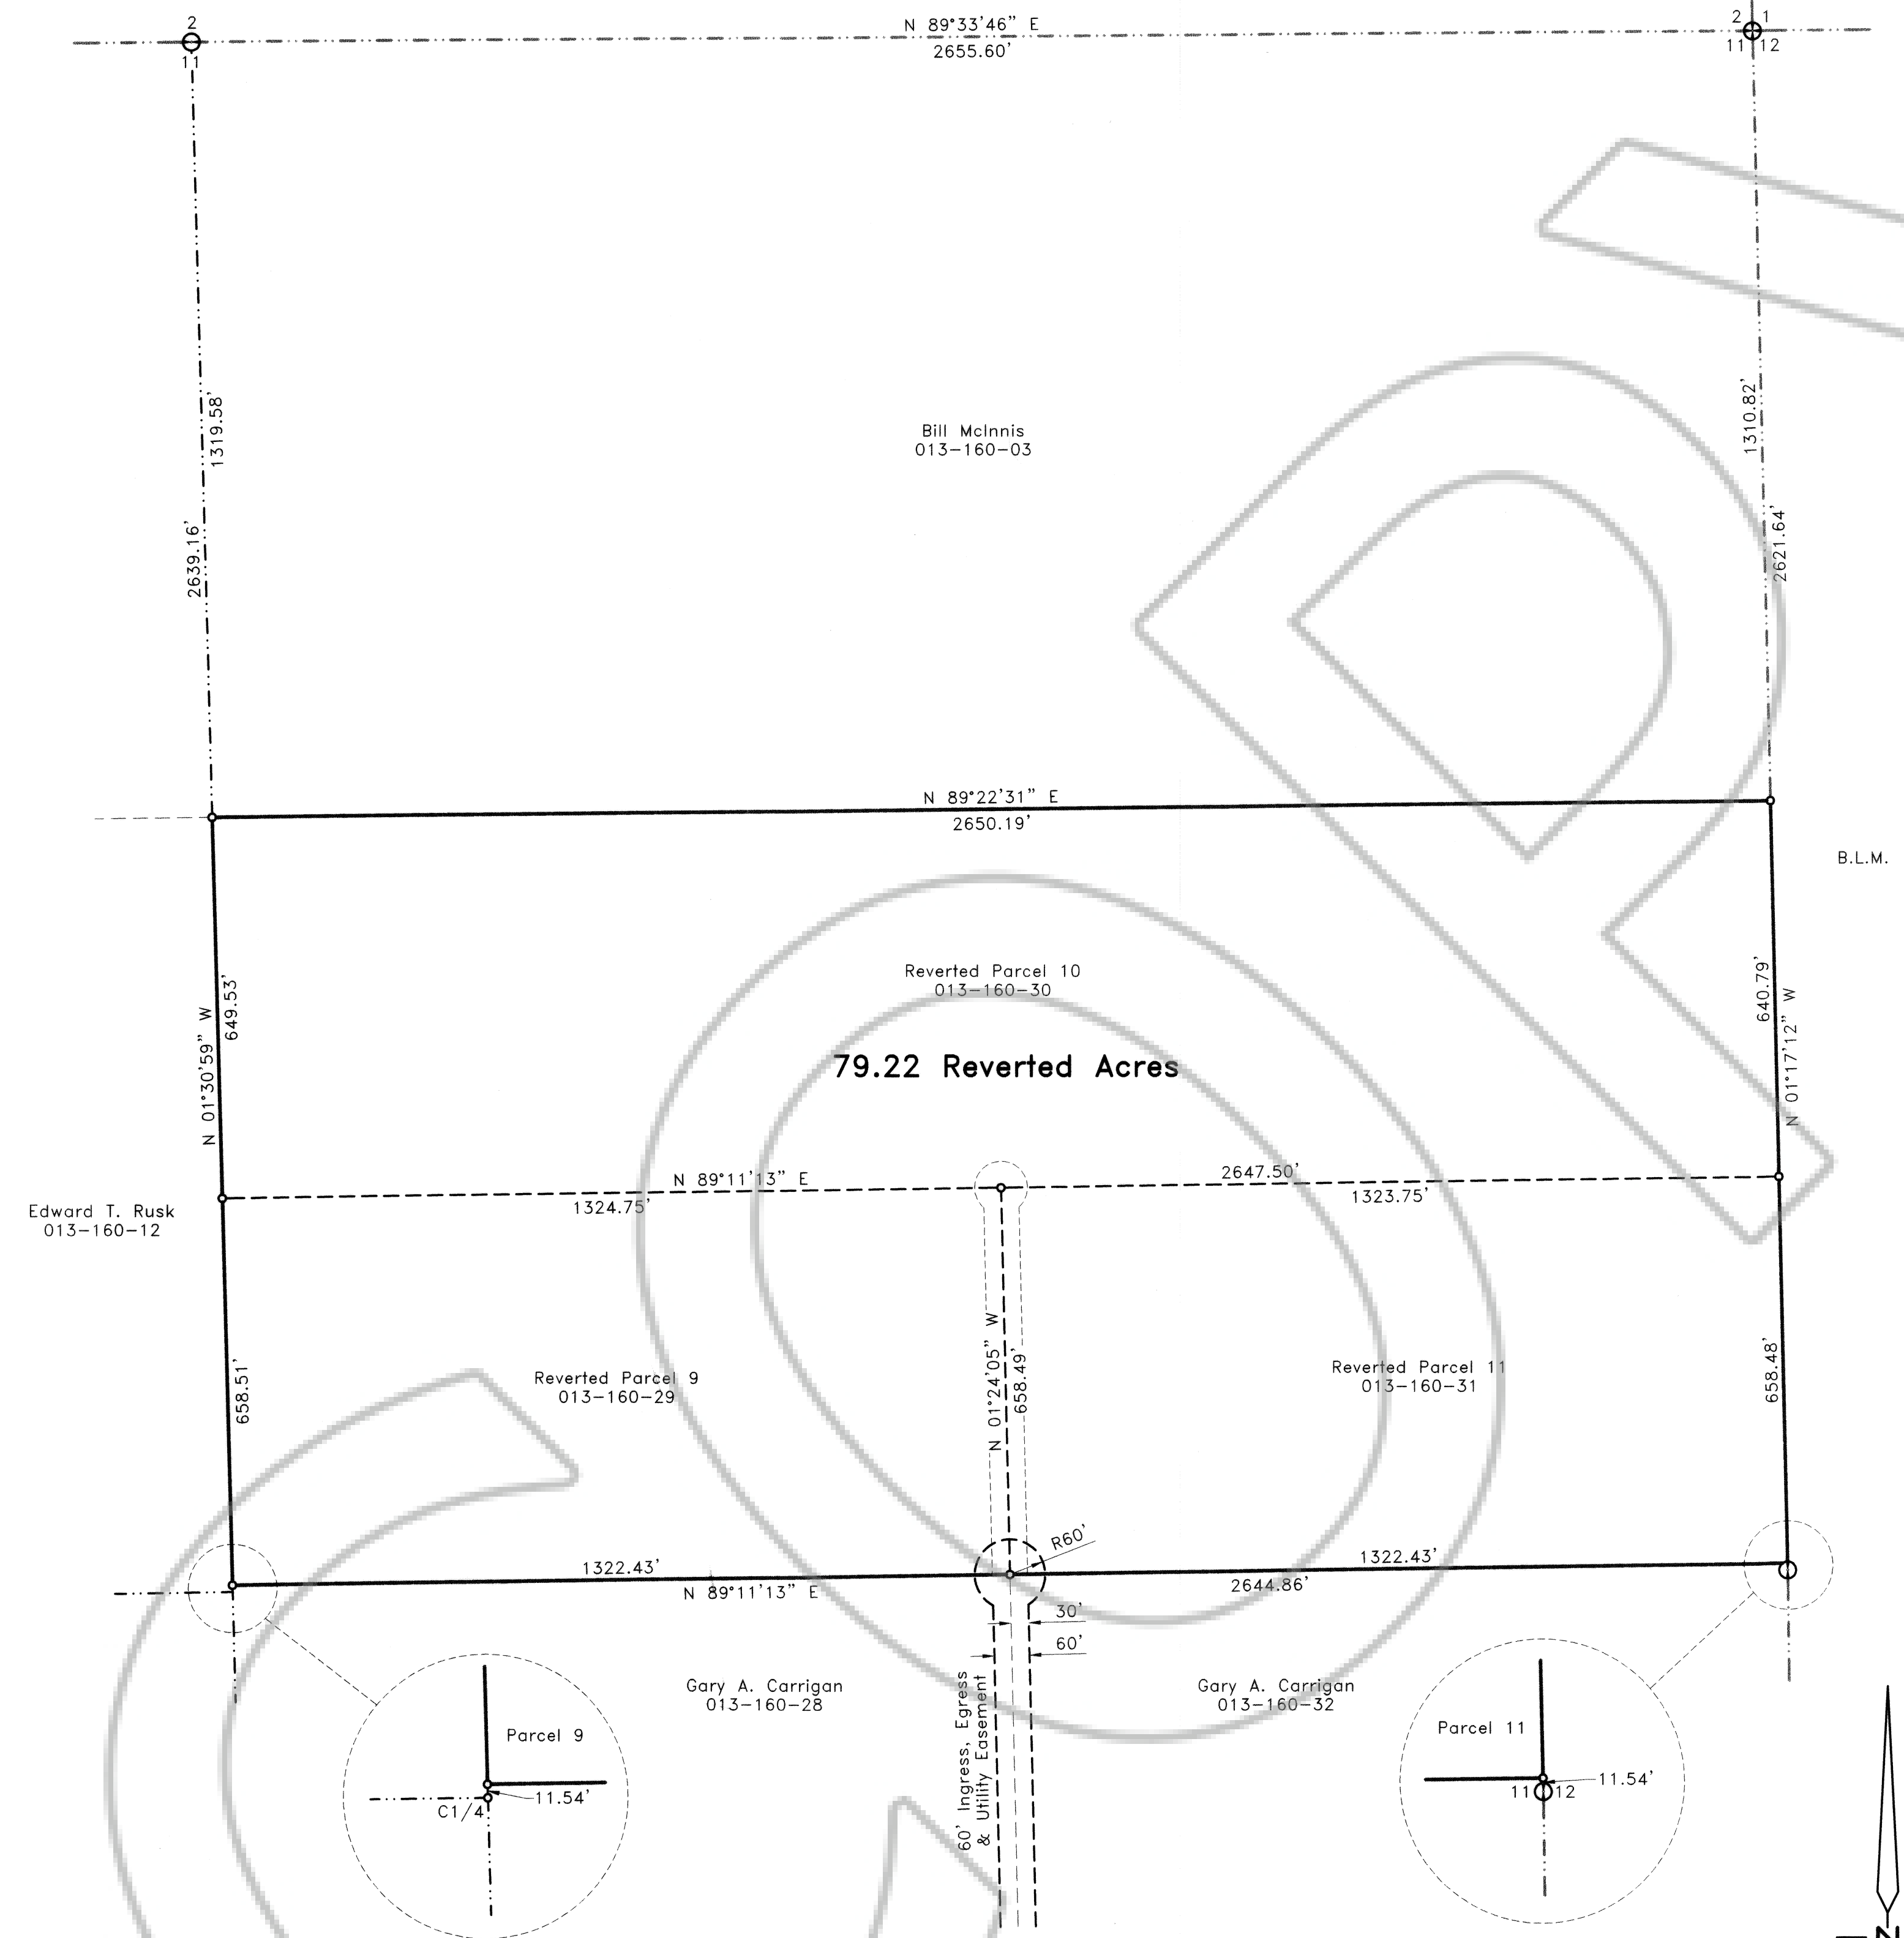 N 89°33'46" E
2655.60'
2
11
2 1
11 12
1319.58'
2639.16'
Bill McInnis
013-160-03
1310.82'
2621.64'
N 89°22'31" E
2650.19'
B.L.M.
Reverted Parcel 10
013-160-30
79.22 Reverted Acres
649.53'
N 01°30'59" W
640.79'
N 01°17'12" W
N 89°11'13" E
1324.75'
2647.50'
1323.75'
Edward T. Rusk
013-160-12
N 01°24'05" W
658.49'
Reverted Parcel 9
013-160-29
Reverted Parcel 11
013-160-31
658.51'
658.48'
R60'
1322.43'
N 89°11'13" E
1322.43'
2644.86'
30'
60'
60' Ingress, Egress
& Utility Easement
Gary A. Carrigan
013-160-28
Gary A. Carrigan
013-160-32
Parcel 9
11.54'
C1/4
Parcel 11
11.54'
11 12
N
COP